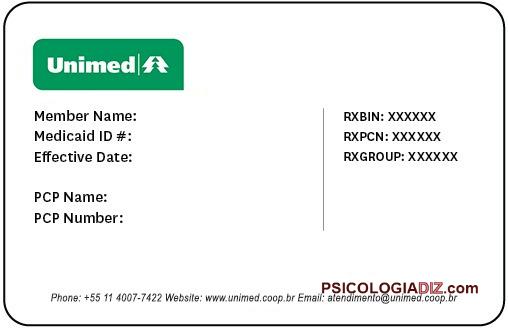 Unimed
Member Name:
Medicaid ID #:
Effective Date:
PCP Name:
PCP Number:
RXBIN: XXXXXX
RXPCN: XXXXXX
RXGROUP: XXXXXX
PSICOLOGIADIZ.com
Phone: +55 11 4007-7422 Website: www.unimed.coop.br Email: atendimento@unimed.coop.br